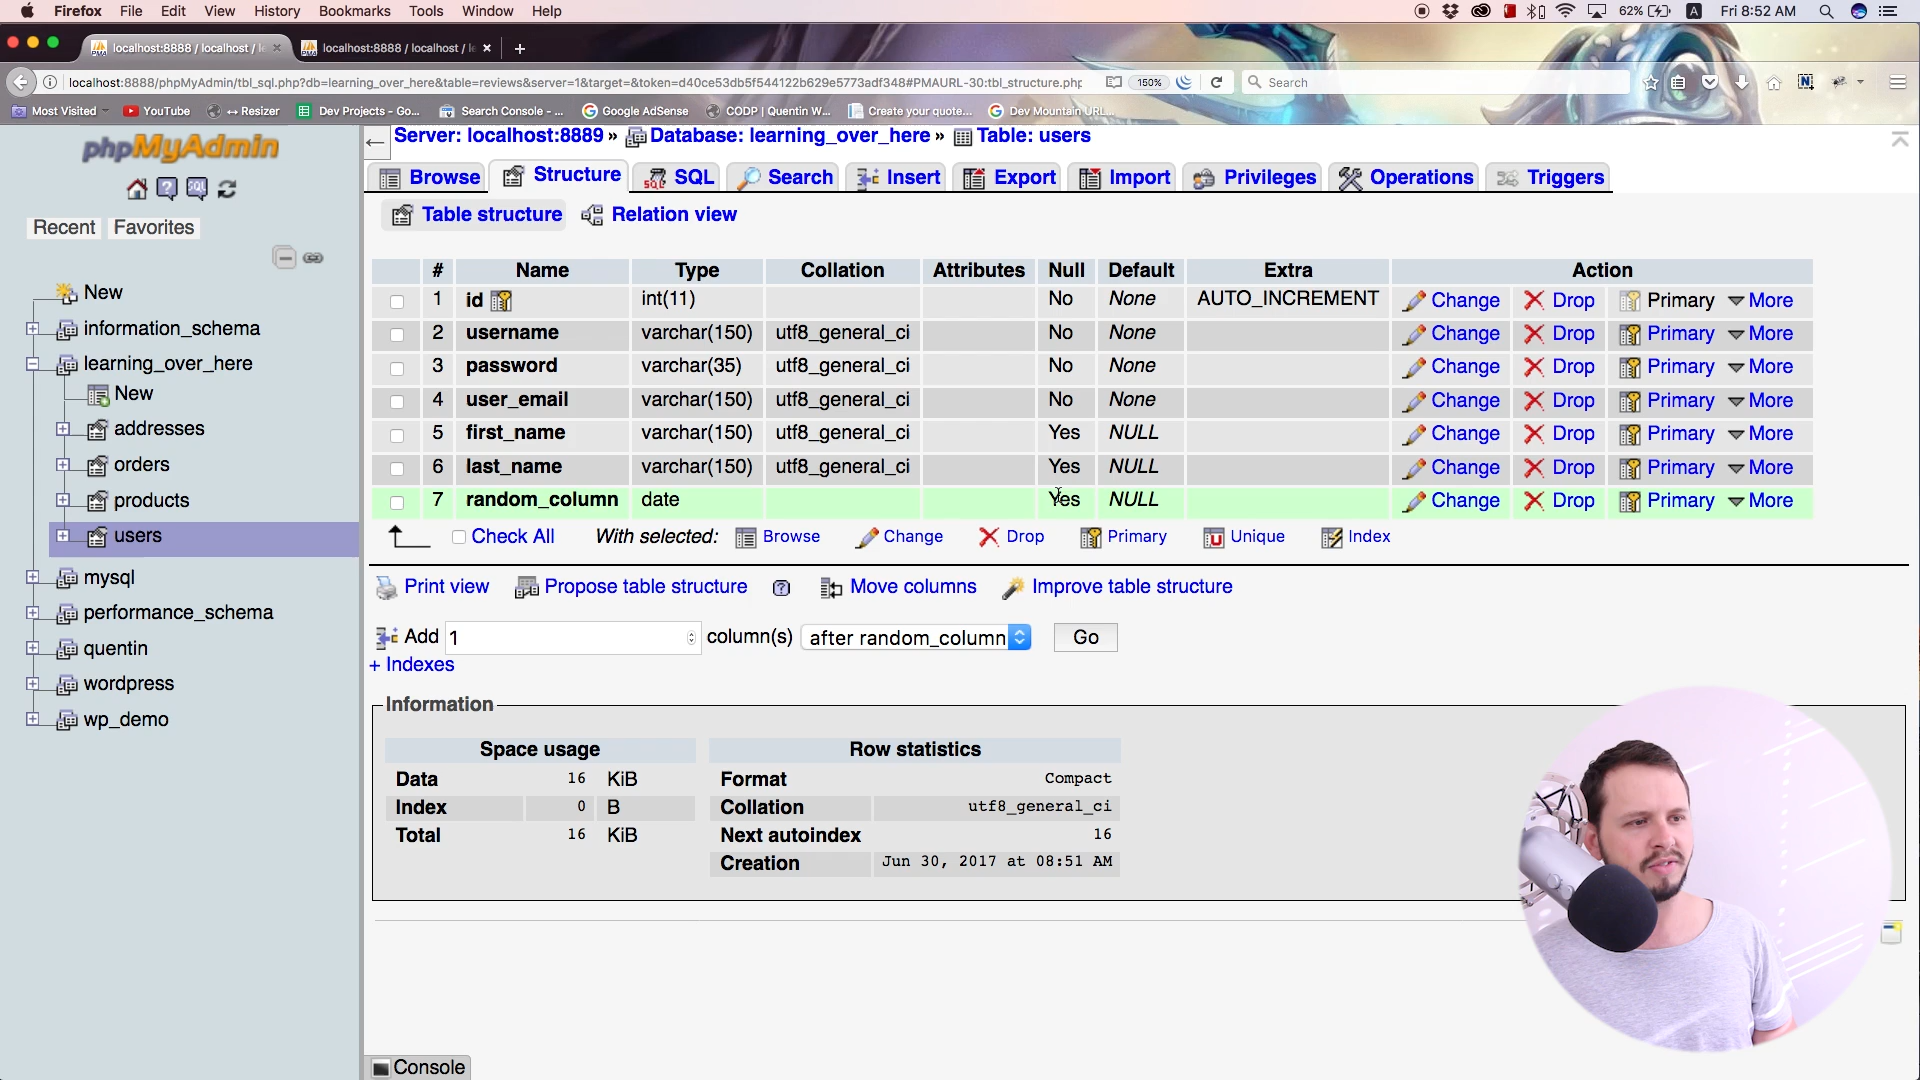 Firefox File Edit View History Bookmarks Tools Window Help 62% A Fri 8:52 AM
localhost:8888 / localhost / le localhost:8888 / localhost / le
localhost:8888/phpMyAdmin/tbl_sql.php?db=learning_over_here&table=reviews&server=1&target=&token=d40ce53db5f544122b629e5773adf348#PMAURL-30:tbl_structure.php 150% Search
Most Visited YouTube ↔ Resizer Dev Projects - Go... Search Console - ... Google AdSense CODP | Quentin W... Create your quote... Dev Mountain URL...
phpMyAdmin
Recent Favorites
New
information_schema
learning_over_here
New
addresses
orders
products
users
mysql
performance_schema
quentin
wordpress
wp_demo
Server: localhost:8889 » Database: learning_over_here » Table: users
Browse Structure SQL Search Insert Export Import Privileges Operations Triggers
Table structure Relation view
# Name Type Collation Attributes Null Default Extra Action
1 id int(11) No None AUTO_INCREMENT Change Drop Primary More
2 username varchar(150) utf8_general_ci No None Change Drop Primary More
3 password varchar(35) utf8_general_ci No None Change Drop Primary More
4 user_email varchar(150) utf8_general_ci No None Change Drop Primary More
5 first_name varchar(150) utf8_general_ci Yes NULL Change Drop Primary More
6 last_name varchar(150) utf8_general_ci Yes NULL Change Drop Primary More
7 random_column date Yes NULL Change Drop Primary More
Check All With selected: Browse Change Drop Primary Unique Index
Print view Propose table structure Move columns Improve table structure
Add 1 column(s) after random_column Go
+ Indexes
Information
Space usage
Data 16 KiB
Index 0 B
Total 16 KiB
Row statistics
Format Compact
Collation utf8_general_ci
Next autoindex 16
Creation Jun 30, 2017 at 08:51 AM
Console